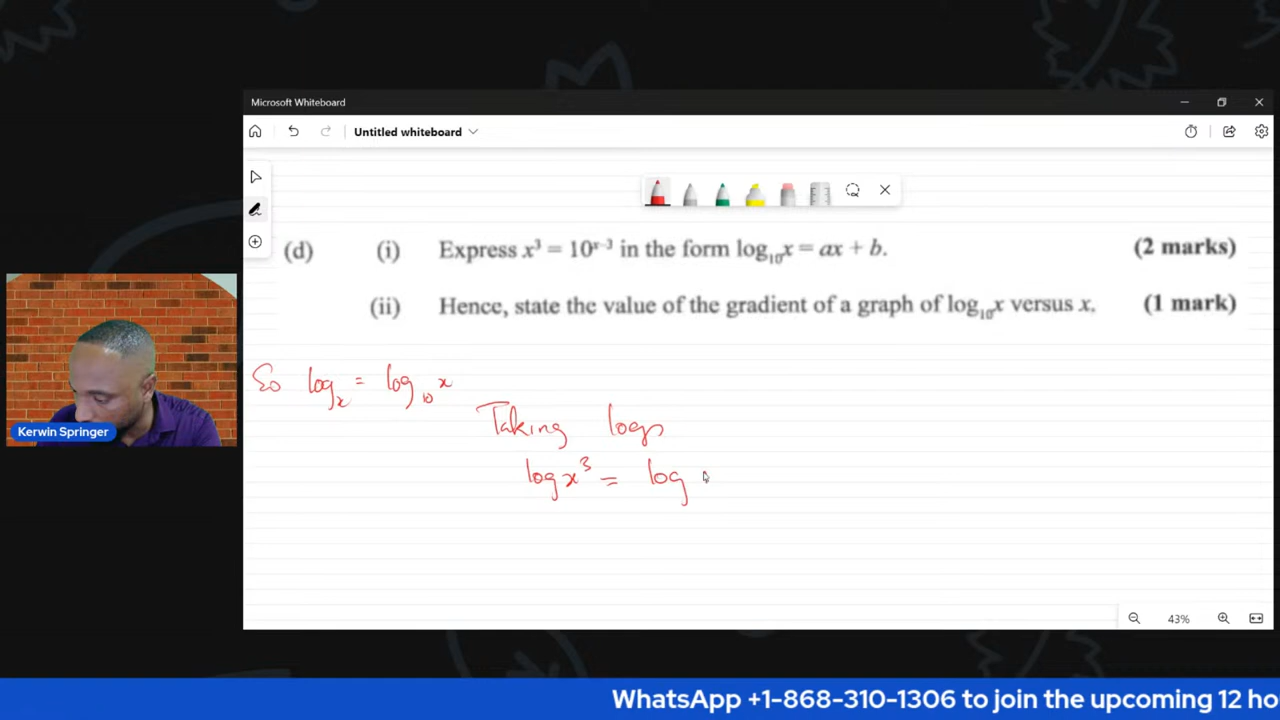 Microsoft Whiteboard
Untitled whiteboard
(d) (i) Express x³ = 10ˣ⁻³ in the form log₁₀x = ax + b. (2 marks)
(ii) Hence, state the value of the gradient of a graph of log₁₀x versus x. (1 mark)
So logₓ = log₁₀ x
Taking logs
log x³ = log
Kerwin Springer
43%
WhatsApp +1-868-310-1306 to join the upcoming 12 ho